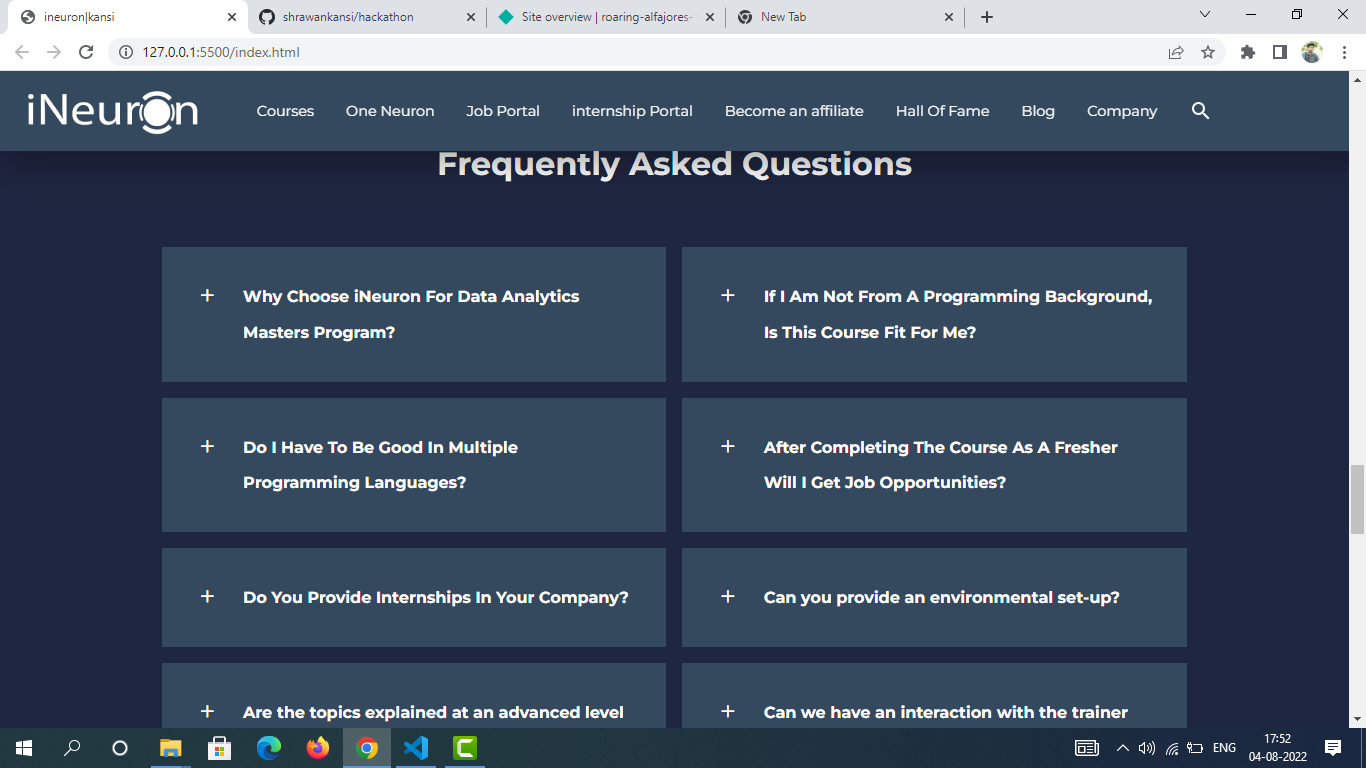 ineuron|kansi
shrawankansi/hackathon
Site overview | roaring-alfajores-
New Tab
127.0.0.1:5500/index.html
iNeuron
Courses One Neuron Job Portal internship Portal Become an affiliate Hall Of Fame Blog Company
Frequently Asked Questions
+ Why Choose iNeuron For Data Analytics
Masters Program?
+ If I Am Not From A Programming Background,
Is This Course Fit For Me?
+ Do I Have To Be Good In Multiple
Programming Languages?
+ After Completing The Course As A Fresher
Will I Get Job Opportunities?
+ Do You Provide Internships In Your Company?
+ Can you provide an environmental set-up?
+ Are the topics explained at an advanced level
+ Can we have an interaction with the trainer
ENG
17:52
04-08-2022